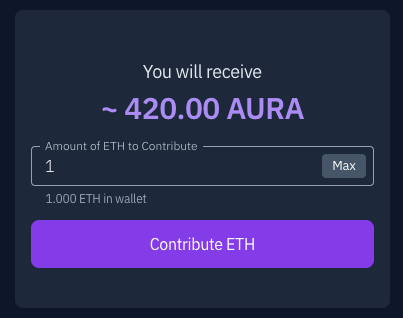 You will receive
~ 420.00 AURA
Amount of ETH to Contribute
1
Max
1.000 ETH in wallet
Contribute ETH